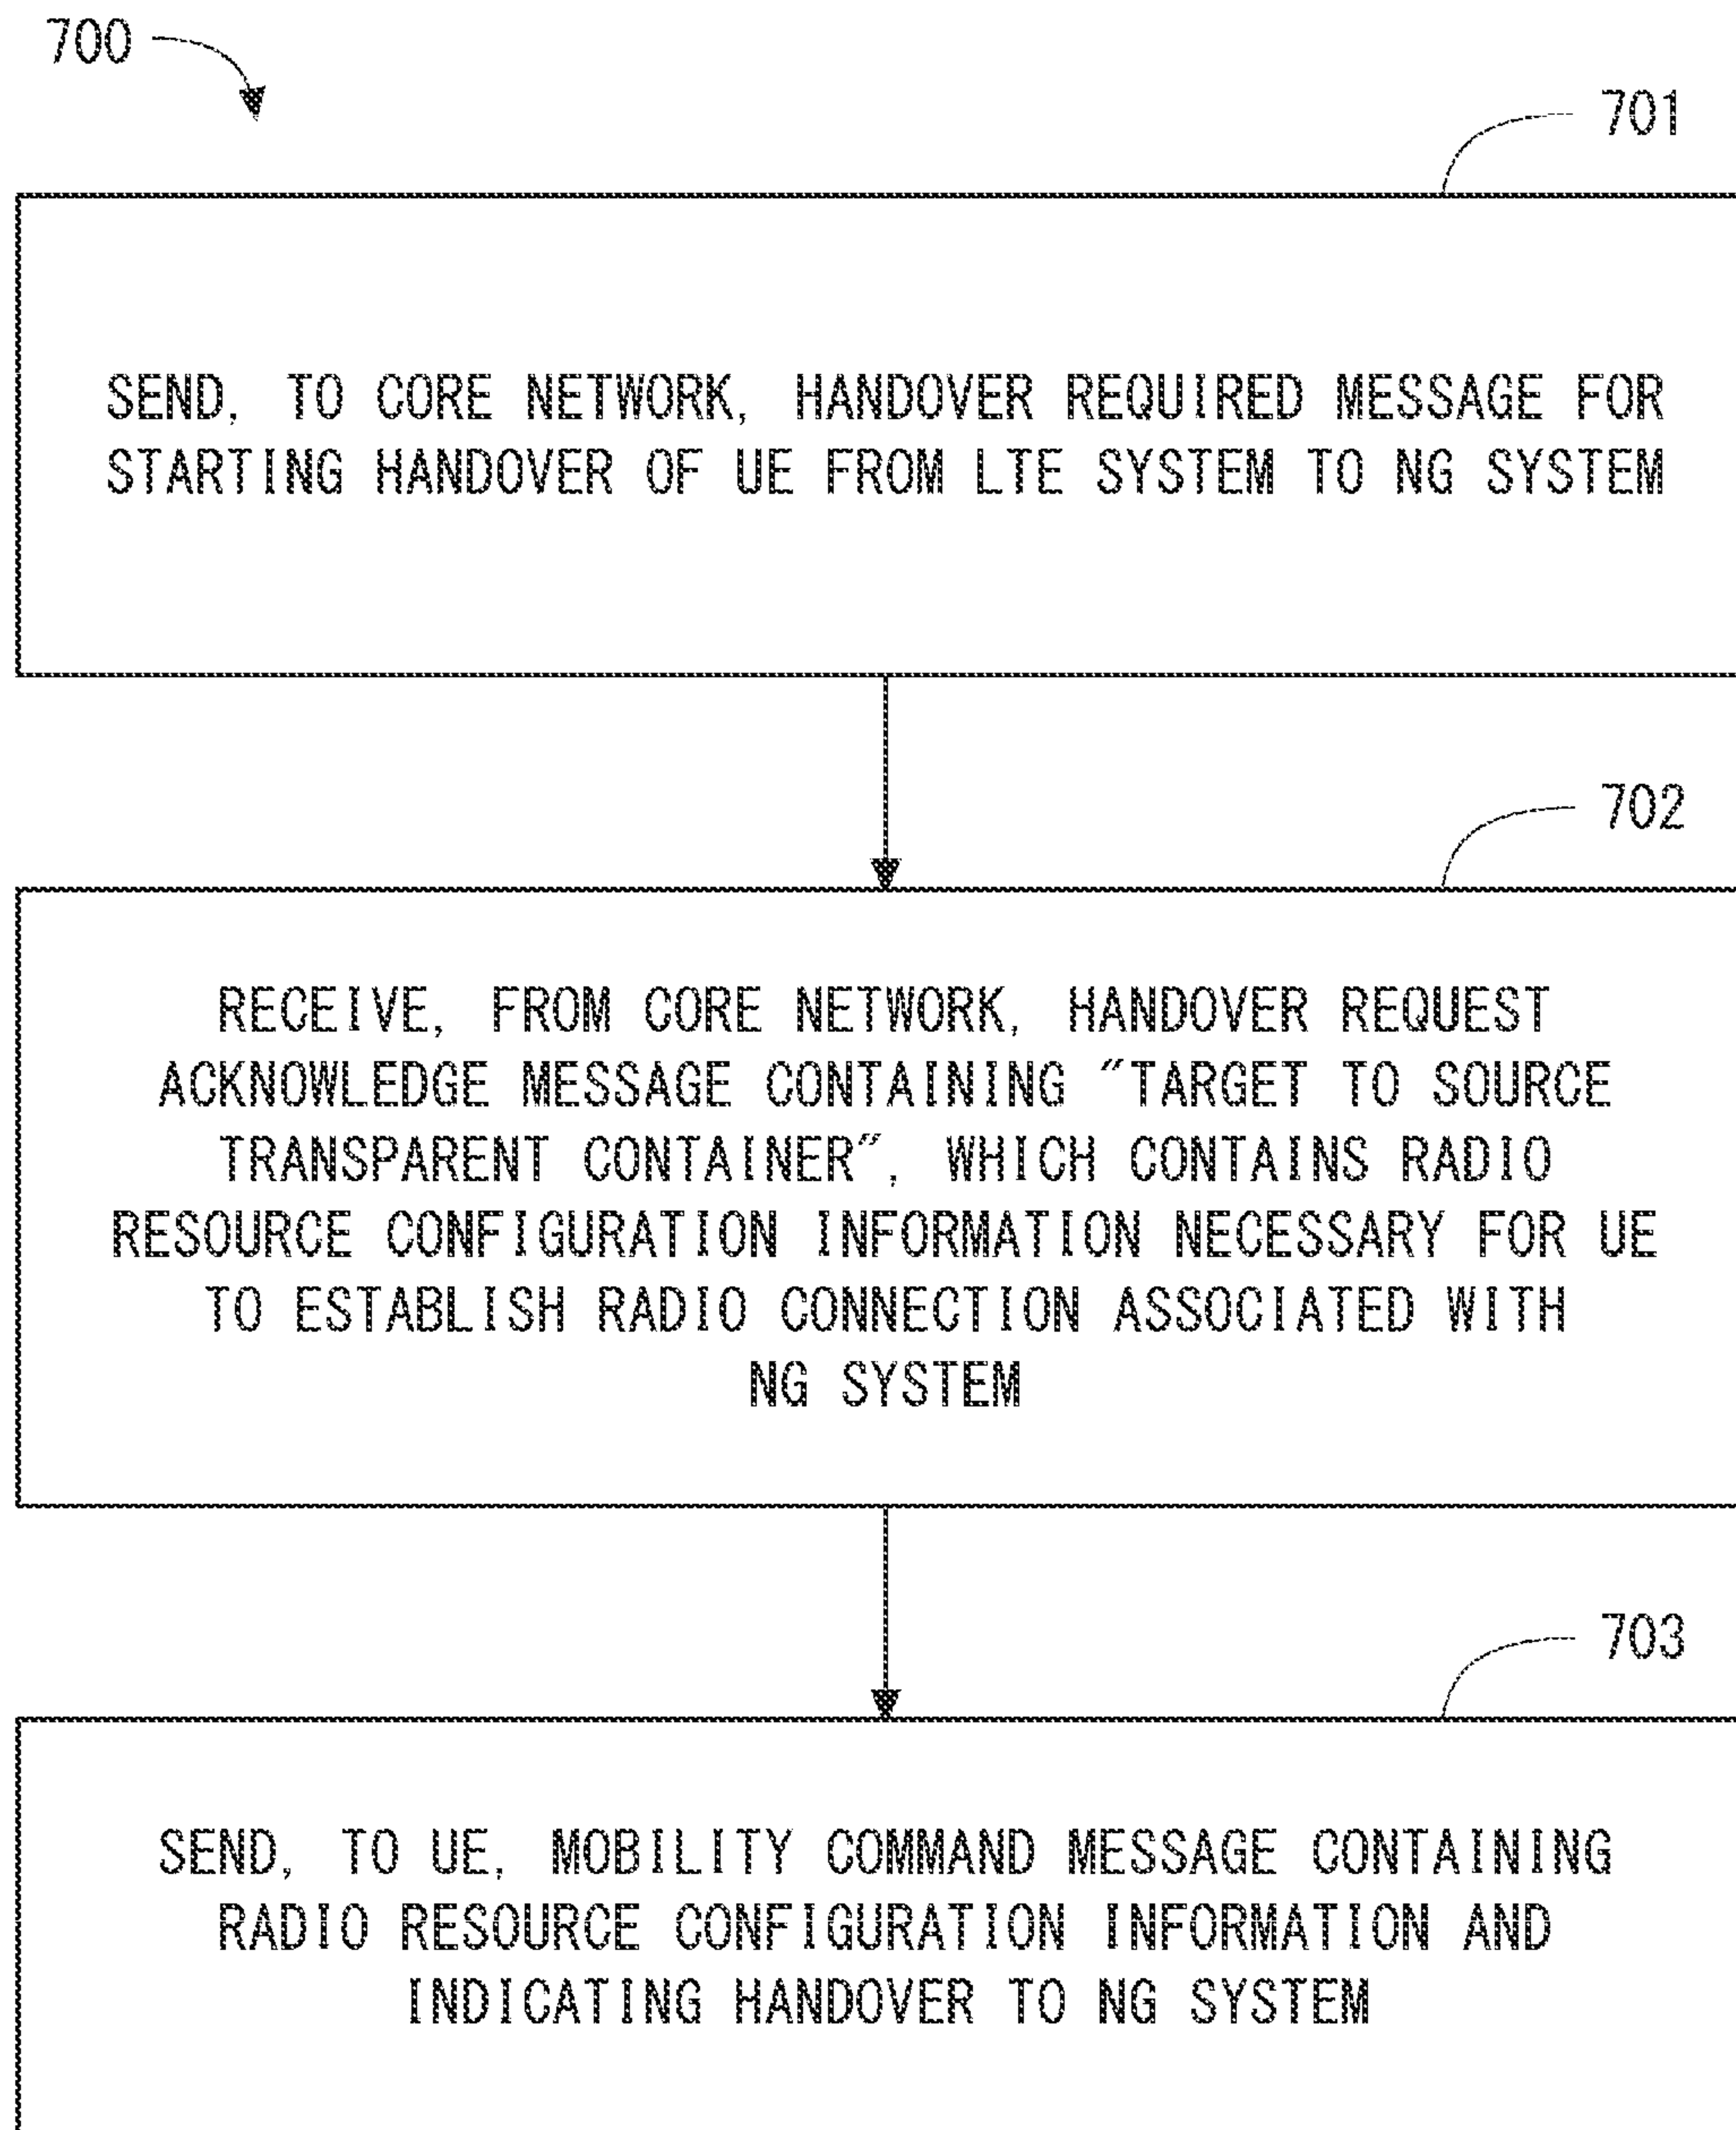 700
701
SEND, TO CORE NETWORK, HANDOVER REQUIRED MESSAGE FOR
STARTING HANDOVER OF UE FROM LTE SYSTEM TO NG SYSTEM
702
RECEIVE, FROM CORE NETWORK, HANDOVER REQUEST
ACKNOWLEDGE MESSAGE CONTAINING "TARGET TO SOURCE
TRANSPARENT CONTAINER", WHICH CONTAINS RADIO
RESOURCE CONFIGURATION INFORMATION NECESSARY FOR UE
TO ESTABLISH RADIO CONNECTION ASSOCIATED WITH
NG SYSTEM
703
SEND, TO UE, MOBILITY COMMAND MESSAGE CONTAINING
RADIO RESOURCE CONFIGURATION INFORMATION AND
INDICATING HANDOVER TO NG SYSTEM